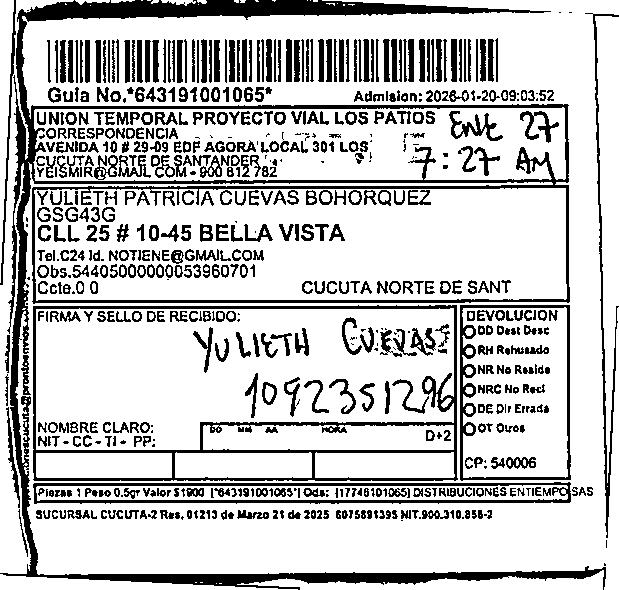 Guia No.*643191001065*
Admision: 2026-01-20-09:03:52
UNION TEMPORAL PROYECTO VIAL LOS PATIOS
CORRESPONDENCIA
AVENIDA 10 # 29-09 EDF AGORA LOCAL 301 LOS
CUCUTA NORTE DE SANTANDER
YEISMIR@GMAIL.COM - 900 812 782
ENE 27
7:27 AM
YULIETH PATRICIA CUEVAS BOHORQUEZ
GSG43G
CLL 25 # 10-45 BELLA VISTA
Tel.C24 Id. NOTIENE@GMAIL.COM
Obs.54405000000053960701
Ccte.0 0
CUCUTA NORTE DE SANT
FIRMA Y SELLO DE RECIBIDO:
YULIETH CUEVAS
1092351296
NOMBRE CLARO:
NIT - CC - TI - PP:
DD MM AA HORA
D+2
DEVOLUCION
DD Dest Desc
RH Rehusado
NR No Reside
NRC No Recl
DE Dir Errada
OT Otros
CP: 540006
Piezas 1 Peso 0.5gr Valor $1900 [*643191001065*] Ods: [17746101065] DISTRIBUCIONES ENTIEMPO SAS
SUCURSAL CUCUTA-2 Res. 01213 de Marzo 21 de 2025 6075891395 NIT.900.310.856-2